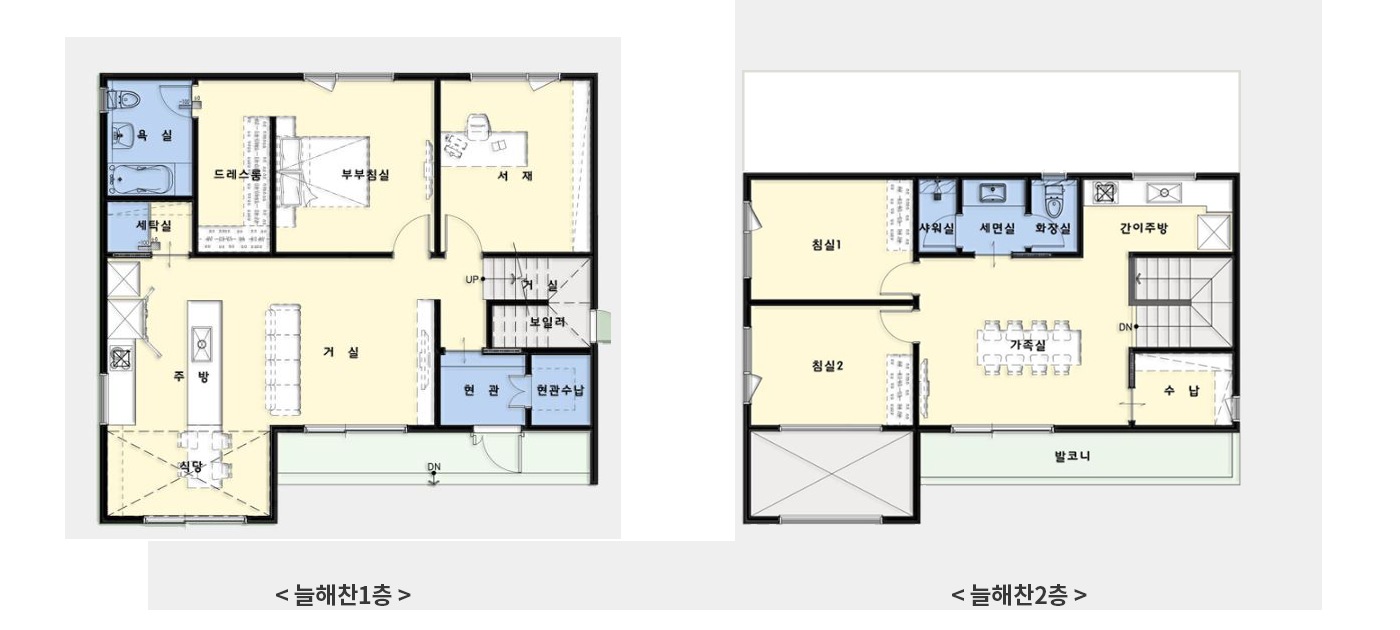 욕 실
드레스룸
부부침실
서 재
세탁실
UP
거 실
보일러
거 실
주 방
현 관
현관수납
식당
DN
샤워실
세면실
화장실
간이주방
침실1
DN
가족실
침실2
수 납
발코니
< 늘해찬1층 >
< 늘해찬2층 >